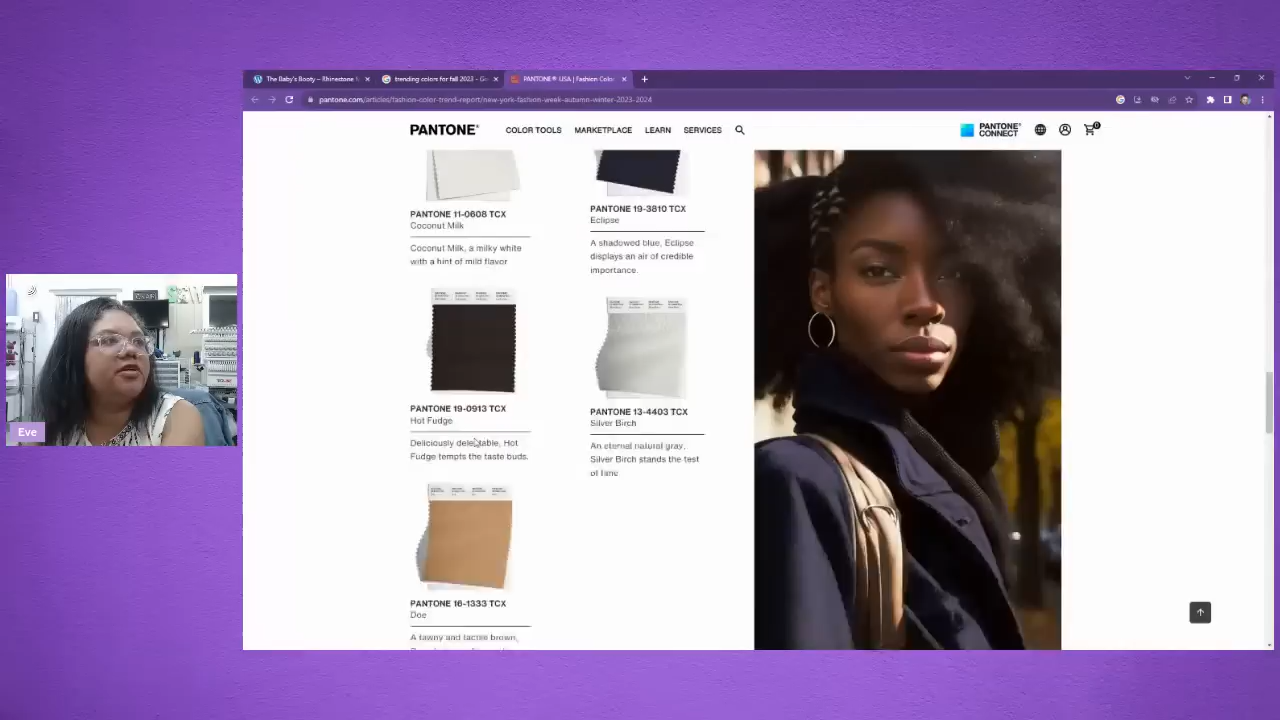 The Baby's Booty – Rhinestone
trending colors for fall 2023 - Go
PANTONE® USA | Fashion Color
pantone.com/articles/fashion-color-trend-report/new-york-fashion-week-autumn-winter-2023-2024
PANTONE® COLOR TOOLS MARKETPLACE LEARN SERVICES PANTONE® CONNECT 0
PANTONE 11-0608 TCX
Coconut Milk
Coconut Milk, a milky white
with a hint of mild flavor
PANTONE 19-3810 TCX
Eclipse
A shadowed blue, Eclipse
displays an air of credible
importance.
PANTONE 19-0913 TCX
Hot Fudge
Deliciously delectable, Hot
Fudge tempts the taste buds.
PANTONE 13-4403 TCX
Silver Birch
An eternal natural gray,
Silver Birch stands the test
of time
PANTONE 16-1333 TCX
Doe
A tawny and tactile brown,
ON AIR
Eve